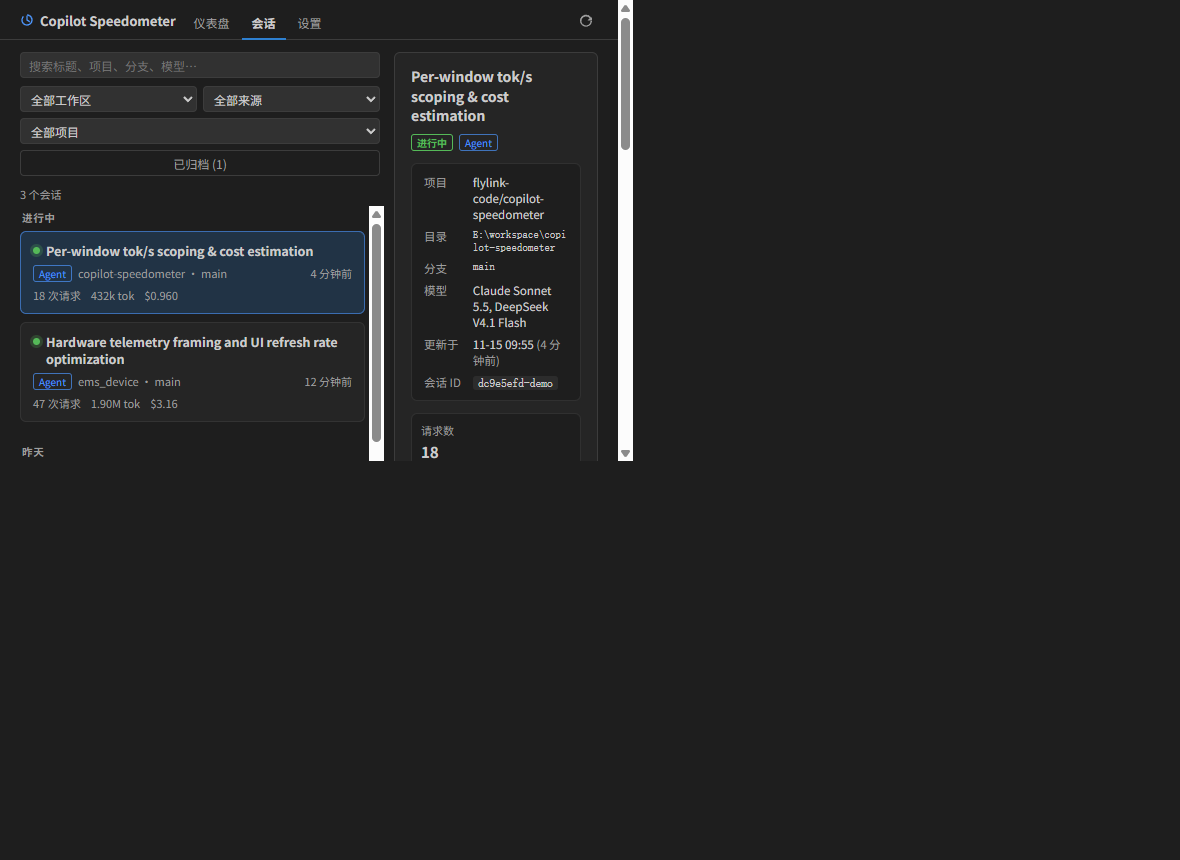 Copilot Speedometer 仪表盘 会话 设置
搜索标题、项目、分支、模型…
全部工作区 全部来源
全部项目
已归档 (1)
3 个会话
进行中
Per-window tok/s scoping & cost estimation
Agent copilot-speedometer • main 4 分钟前
18 次请求 432k tok $0.960
Hardware telemetry framing and UI refresh rate
optimization
Agent ems_device • main 12 分钟前
47 次请求 1.90M tok $3.16
昨天
Per-window tok/s
scoping & cost
estimation
进行中 Agent
项目 flylink-
code/copilot-
speedometer
目录 E:\workspace\copi
lot-speedometer
分支 main
模型 Claude Sonnet
5.5, DeepSeek
V4.1 Flash
更新于 11-15 09:55 (4 分
钟前)
会话 ID dc9e5efd-demo
请求数
18